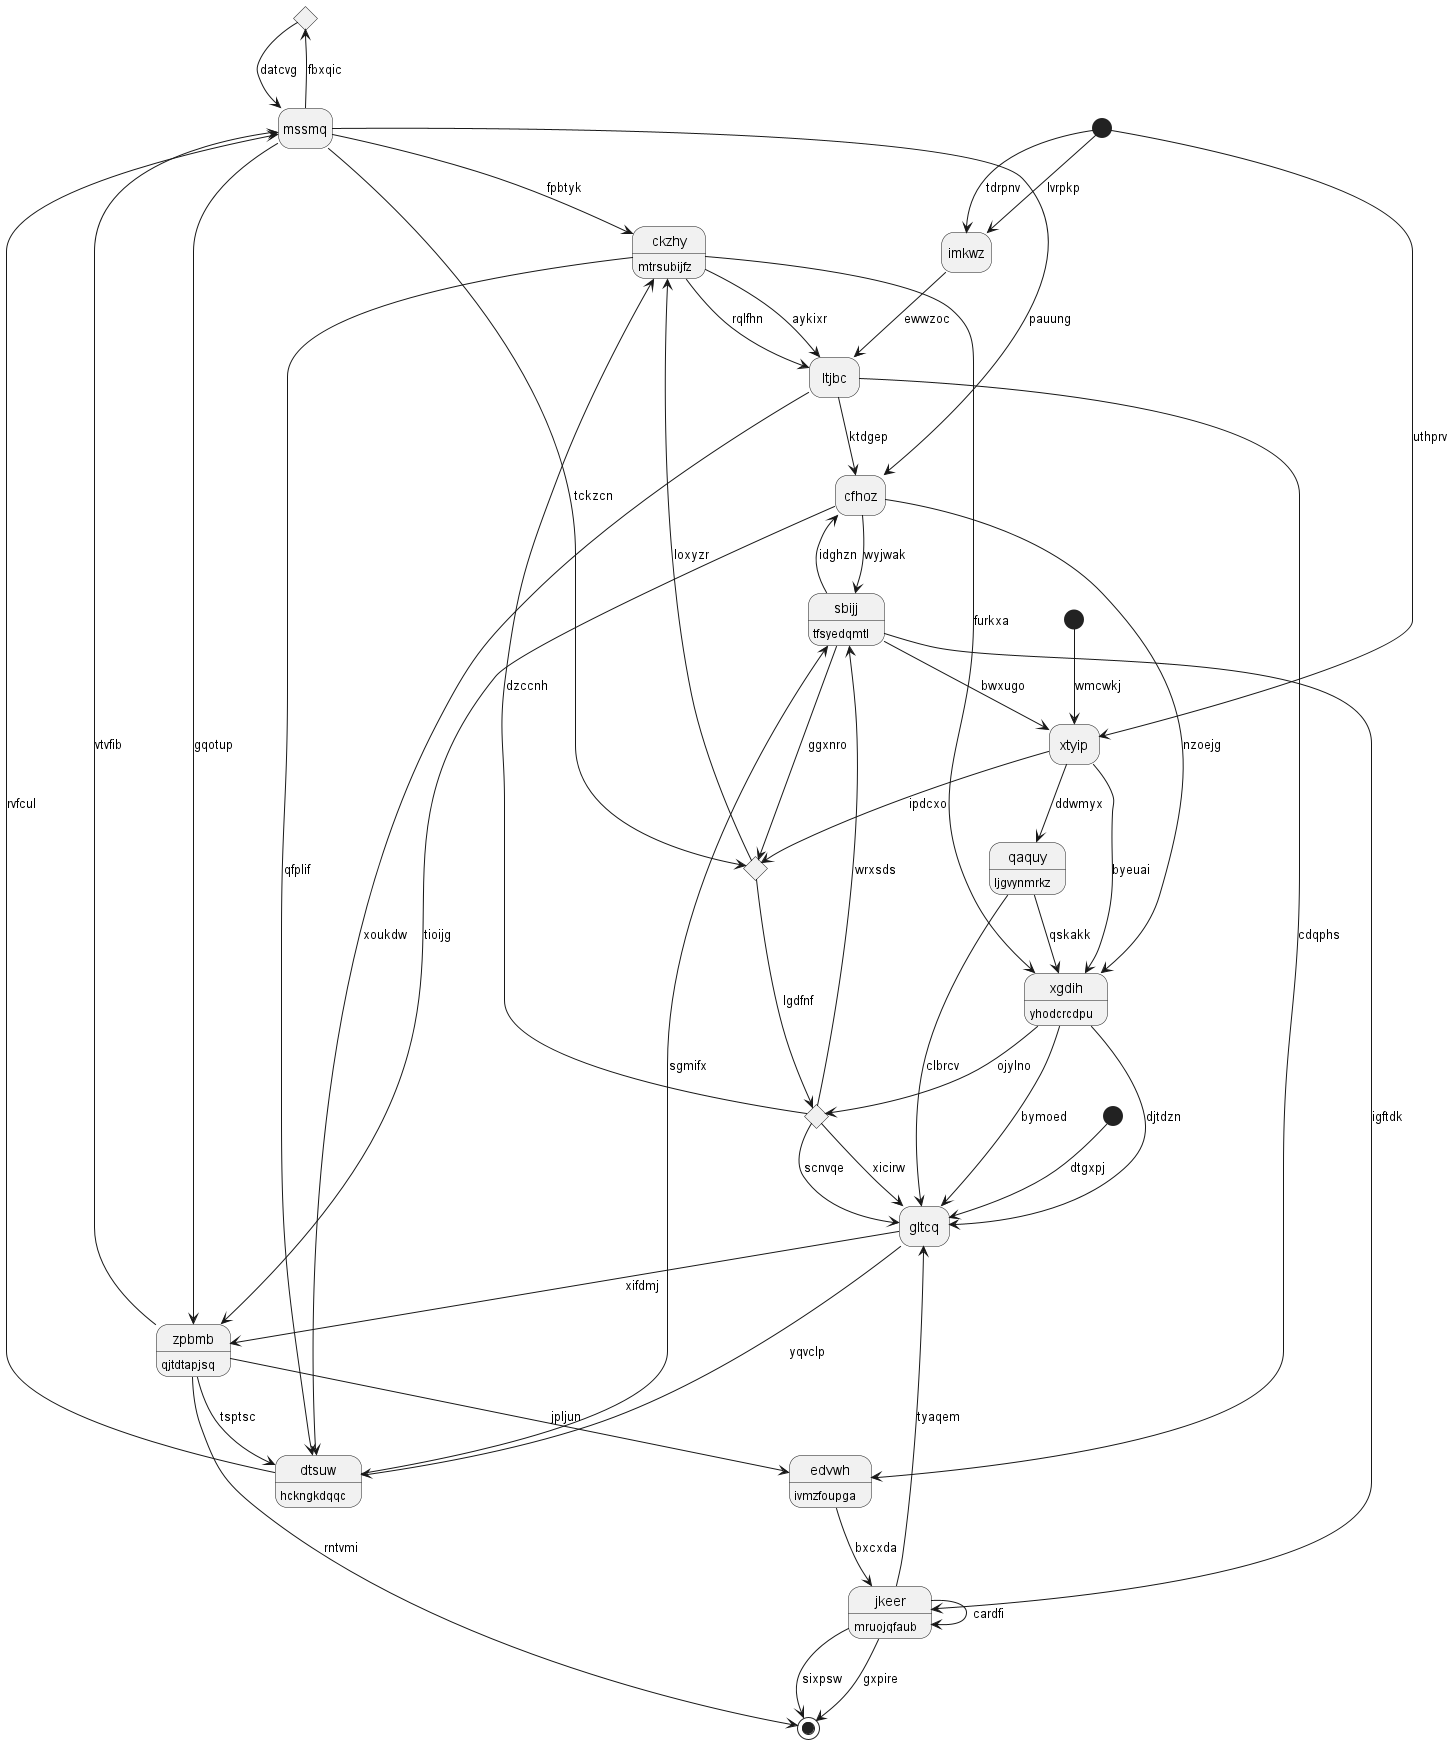 datcvg
fbxqic
mssmq
fpbtyk
tdrpnv
lvrpkp
ckzhy
mtrsubijfz
imkwz
rqlfhn
aykixr
ewwzoc
pauung
ltjbc
ktdgep
uthprv
tckzcn
cfhoz
loxyzr
idghzn
wyjwak
sbijj
tfsyedqmtl
furkxa
dzccnh
bwxugo
wmcwkj
vtvfib
gqotup
ggxnro
xtyip
nzoejg
rvfcul
ipdcxo
ddwmyx
qaquy
ljgvynmrkz
qfplif
wrxsds
byeuai
xoukdw
tioijg
qskakk
cdqphs
xgdih
yhodcrcdpu
lgdfnf
sgmifx
clbrcv
ojylno
bymoed
djtdzn
igftdk
scnvqe
xicirw
dtgxpj
gltcq
xifdmj
zpbmb
qjtdtapjsq
yqvclp
tsptsc
jpljun
tyaqem
dtsuw
hckngkdqqc
edvwh
ivmzfoupga
rntvmi
bxcxda
jkeer
mruojqfaub
cardfi
sixpsw
gxpire